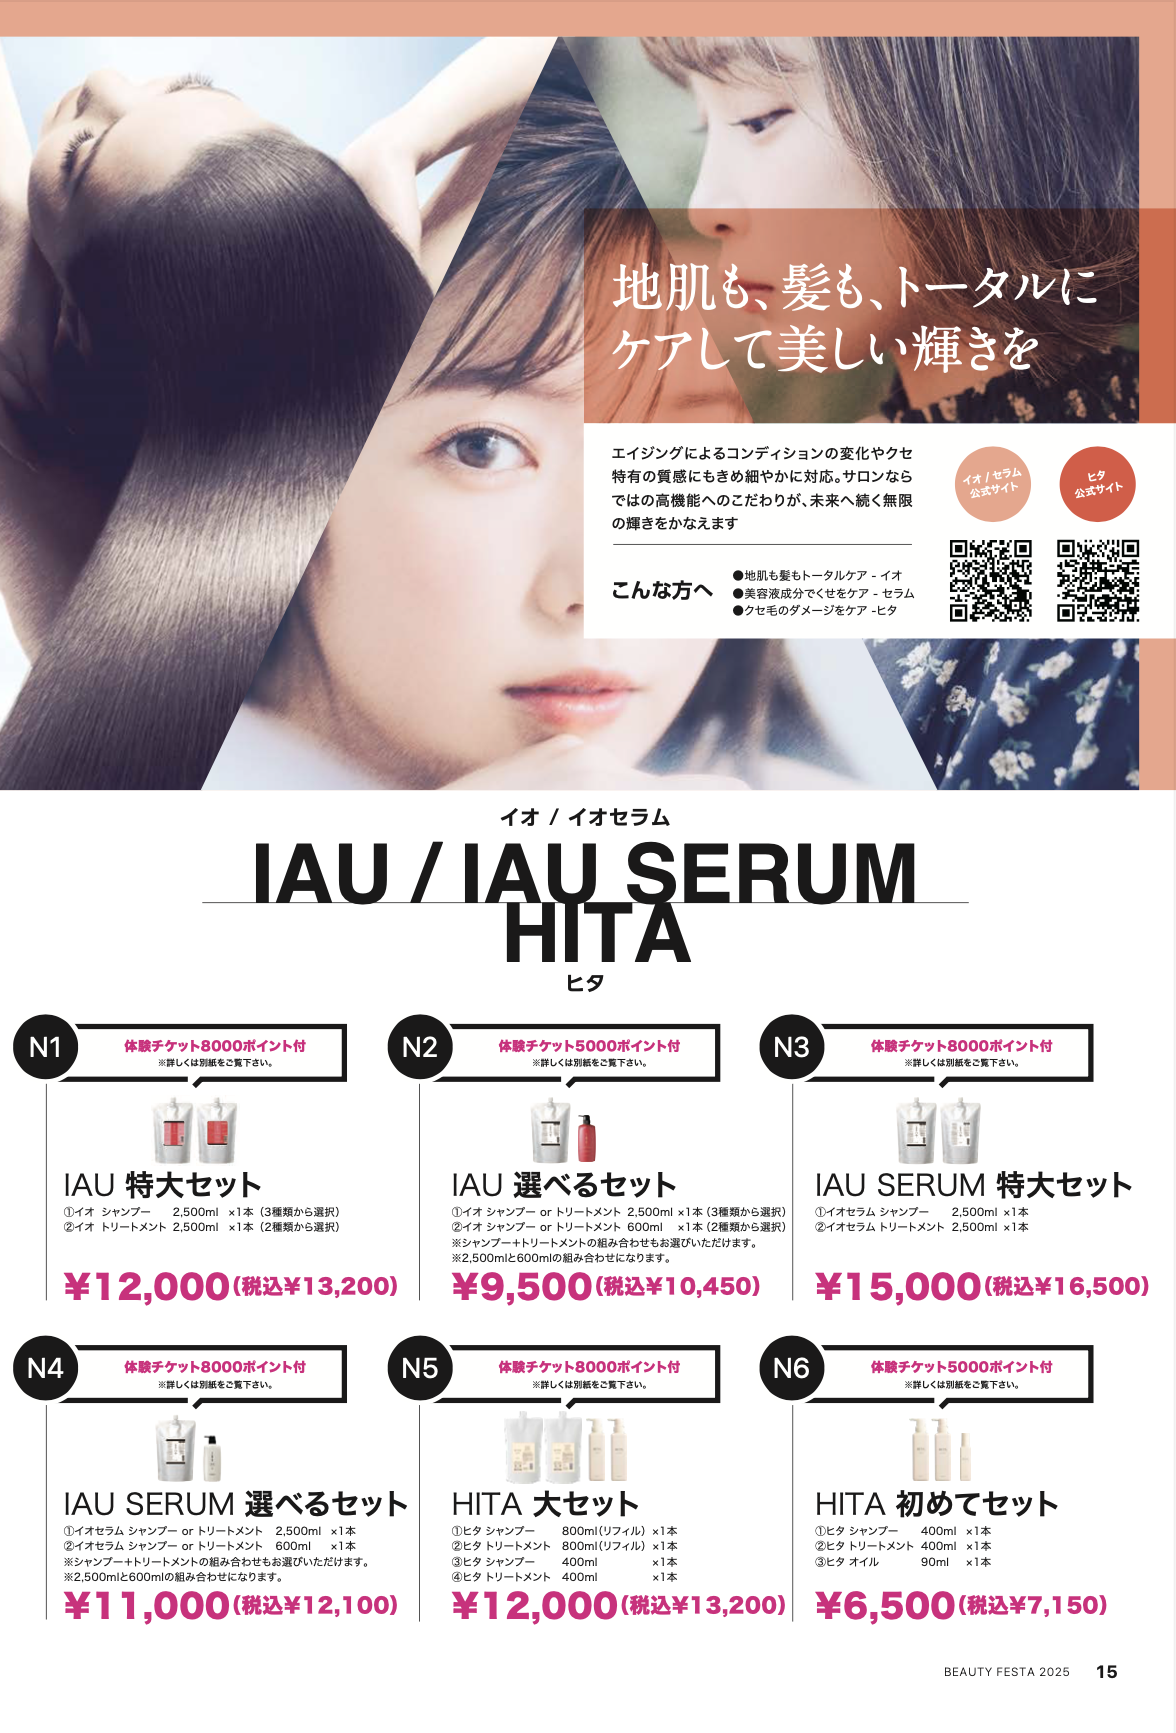 地肌も、髪も、トータルに
ケアして美しい輝きを
エイジングによるコンディションの変化やクセ
特有の質感にもきめ細やかに対応。サロンなら
ではの高機能へのこだわりが、未来へ続く無限
の輝きをかなえます
こんな方へ
●地肌も髪もトータルケア - イオ
●美容液成分でくせをケア - セラム
●クセ毛のダメージをケア -ヒタ
イオ / セラム
公式サイト
ヒタ
公式サイト
イオ / イオセラム
IAU / IAU SERUM
HITA
ヒタ
N1
体験チケット8000ポイント付
※詳しくは別紙をご覧下さい。
IAU 特大セット
①イオ シャンプー 2,500ml ×1本（3種類から選択）
②イオ トリートメント 2,500ml ×1本（2種類から選択）
¥12,000(税込¥13,200)
N2
体験チケット5000ポイント付
※詳しくは別紙をご覧下さい。
IAU 選べるセット
①イオ シャンプー or トリートメント 2,500ml ×1本（3種類から選択）
②イオ シャンプー or トリートメント 600ml ×1本（2種類から選択）
※シャンプー+トリートメントの組み合わせもお選びいただけます。
※2,500mlと600mlの組み合わせになります。
¥9,500(税込¥10,450)
N3
体験チケット8000ポイント付
※詳しくは別紙をご覧下さい。
IAU SERUM 特大セット
①イオセラム シャンプー 2,500ml ×1本
②イオセラム トリートメント 2,500ml ×1本
¥15,000(税込¥16,500)
N4
体験チケット8000ポイント付
※詳しくは別紙をご覧下さい。
IAU SERUM 選べるセット
①イオセラム シャンプー or トリートメント 2,500ml ×1本
②イオセラム シャンプー or トリートメント 600ml ×1本
※シャンプー+トリートメントの組み合わせもお選びいただけます。
※2,500mlと600mlの組み合わせになります。
¥11,000(税込¥12,100)
N5
体験チケット8000ポイント付
※詳しくは別紙をご覧下さい。
HITA 大セット
①ヒタ シャンプー 800ml(リフィル) ×1本
②ヒタ トリートメント 800ml(リフィル) ×1本
③ヒタ シャンプー 400ml ×1本
④ヒタ トリートメント 400ml ×1本
¥12,000(税込¥13,200)
N6
体験チケット5000ポイント付
※詳しくは別紙をご覧下さい。
HITA 初めてセット
①ヒタ シャンプー 400ml ×1本
②ヒタ トリートメント 400ml ×1本
③ヒタ オイル 90ml ×1本
¥6,500(税込¥7,150)
BEAUTY FESTA 2025 15